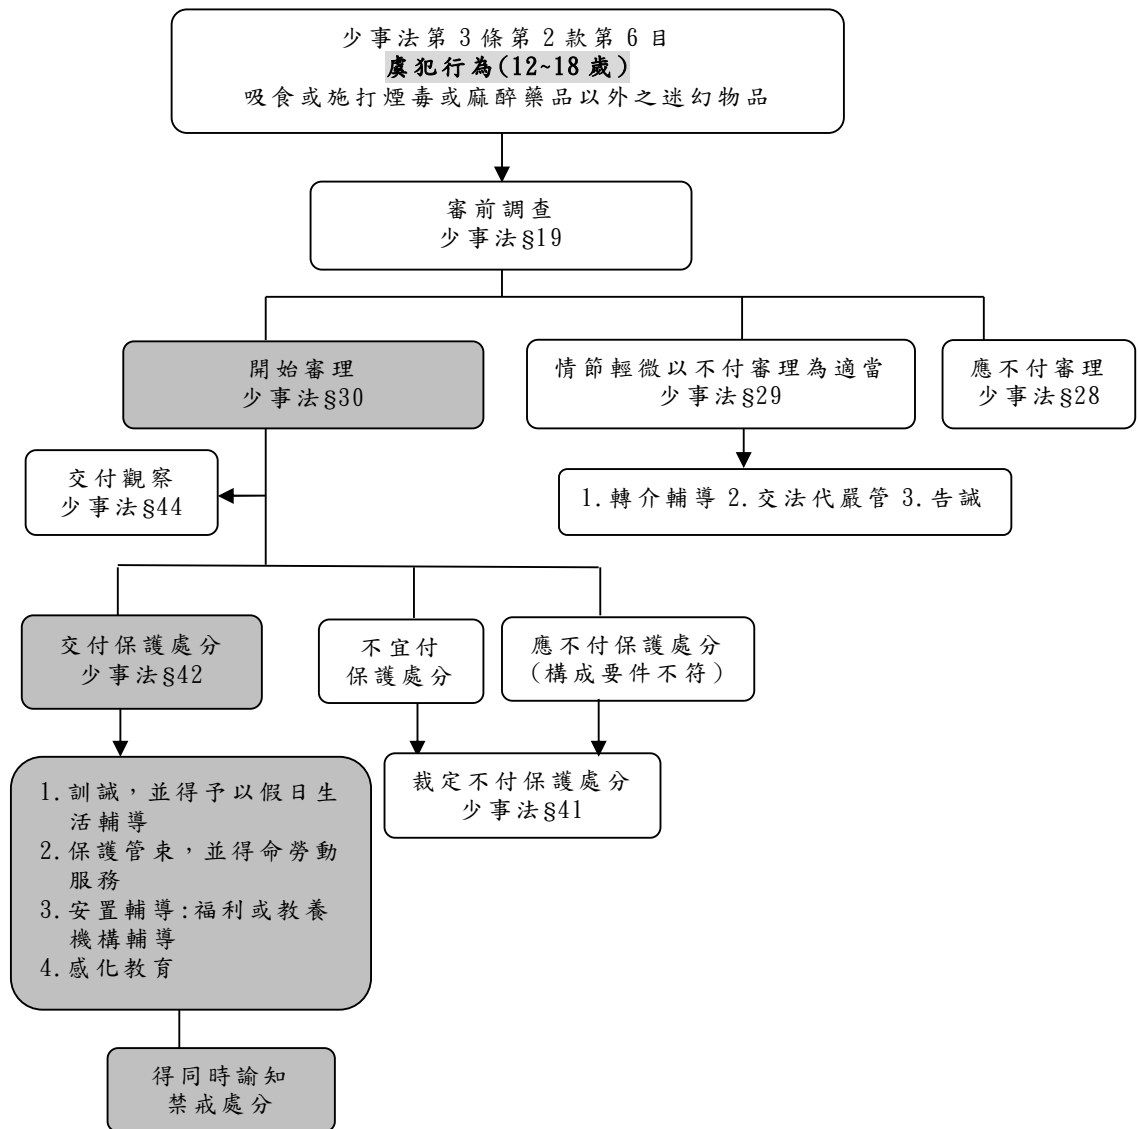 少事法第3條第2款第6目
虞犯行為(12~18歲)
吸食或施打煙毒或麻醉藥品以外之迷幻物品
審前調查
少事法§19
開始審理
少事法§30
情節輕微以不付審理為適當
少事法§29
應不付審理
少事法§28
交付觀察
少事法§44
1.轉介輔導 2.交法代嚴管 3.告誡
交付保護處分
少事法§42
不宜付
保護處分
應不付保護處分
(構成要件不符)
裁定不付保護處分
少事法§41
1.訓誡，並得予以假日生
活輔導
2.保護管束，並得命勞動
服務
3.安置輔導:福利或教養
機構輔導
4.感化教育
得同時諭知
禁戒處分